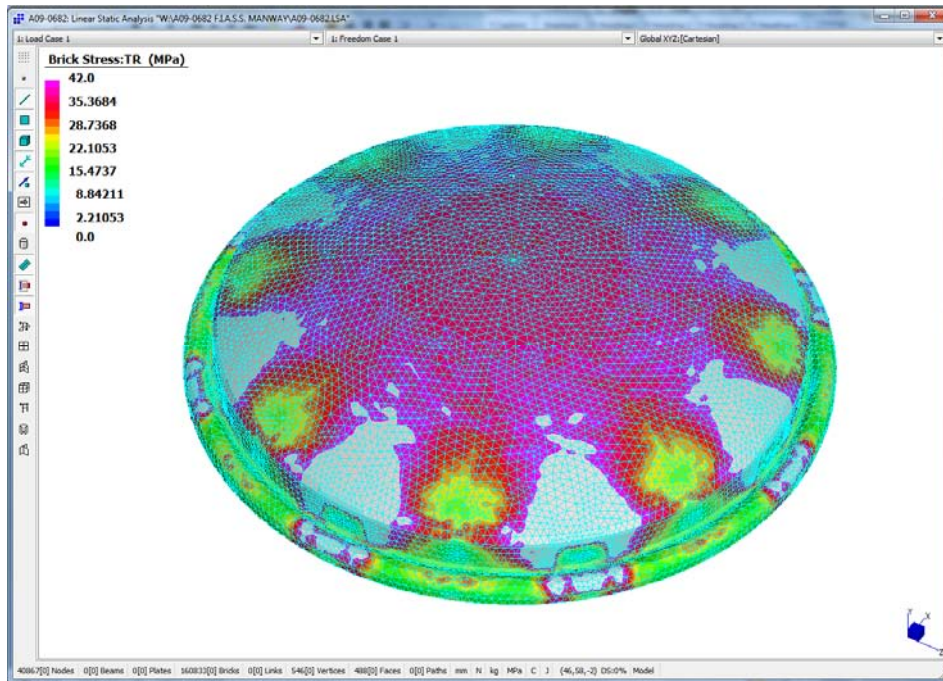 A09-0682: Linear Static Analysis "W:\A09-0682 F.I.A.S.S. MANWAY\A09-0682.LSA"
1: Load Case 1 1: Freedom Case 1 Global XYZ:[Cartesian]
Brick Stress:TR (MPa)
42.0
35.3684
28.7368
22.1053
15.4737
8.84211
2.21053
0.0
Y
X
Z
40867[0] Nodes 0[0] Beams 0[0] Plates 160833[0] Bricks 0[0] Links 546[0] Vertices 488[0] Faces 0[0] Paths mm N kg MPa C J (46,58,-2) DS:0% Model